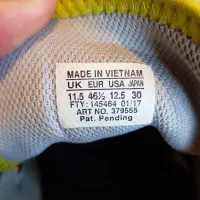 MADE IN VIETNAM
UK EUR USA JAPAN
11.5 46½ 12.5 30
FTY: 145464 01/17
ART NO. 379555
Pat. Pending